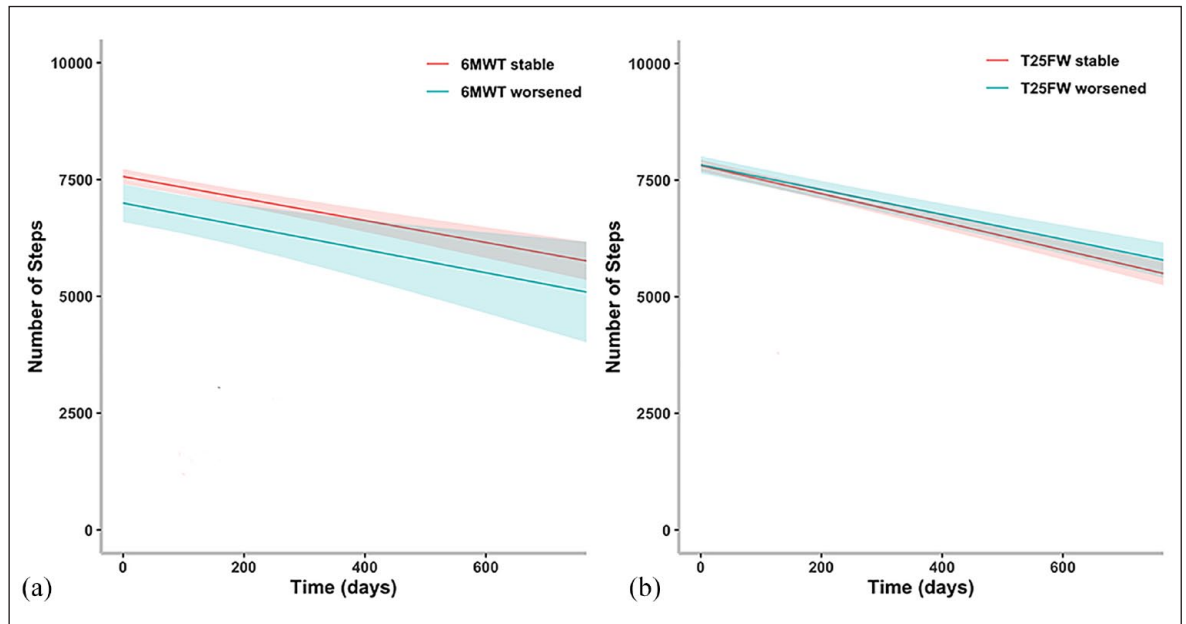 10000
7500
5000
2500
0
Number of Steps
6MWT stable
6MWT worsened
0
200
400
600
Time (days)
(a)
10000
7500
5000
2500
0
Number of Steps
T25FW stable
T25FW worsened
0
200
400
600
Time (days)
(b)